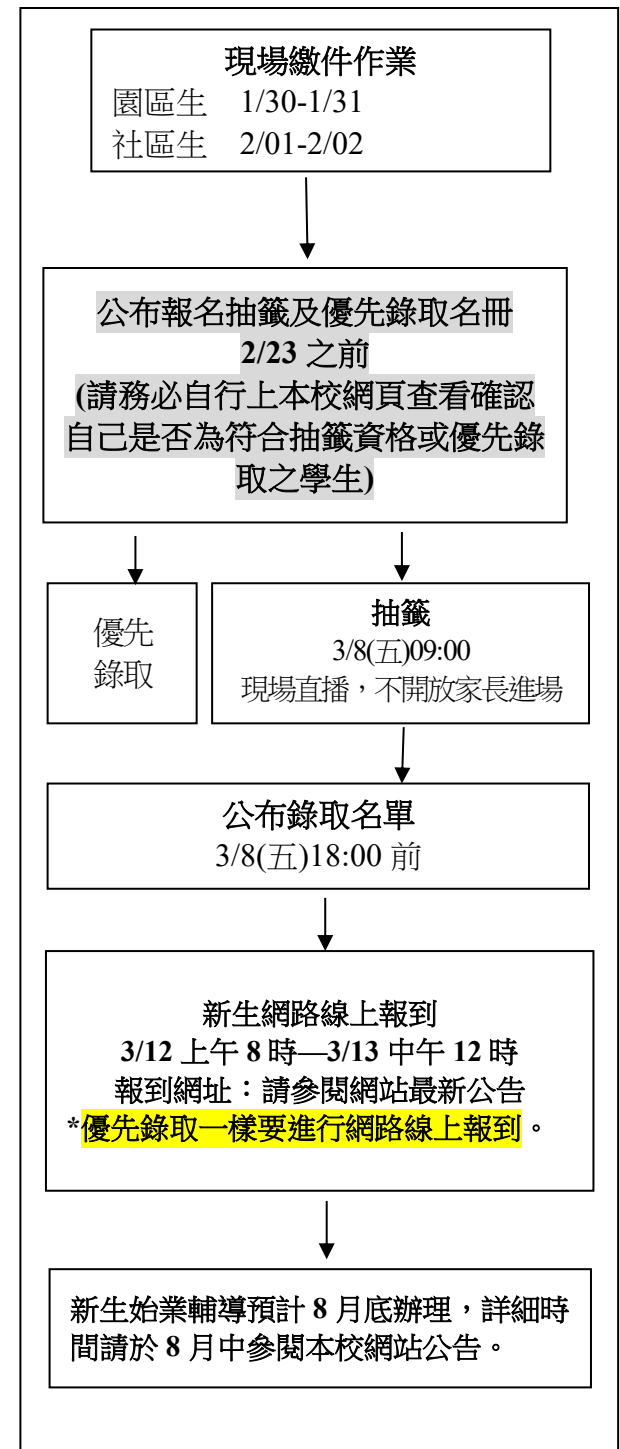 現場繳件作業
園區生 1/30-1/31
社區生 2/01-2/02
公布報名抽籤及優先錄取名冊
2/23 之前
(請務必自行上本校網頁查看確認
自己是否為符合抽籤資格或優先錄
取之學生)
優先
錄取
抽籤
3/8(五)09:00
現場直播，不開放家長進場
公布錄取名單
3/8(五)18:00 前
新生網路線上報到
3/12 上午 8 時—3/13 中午 12 時
報到網址：請參閱網站最新公告
*優先錄取一樣要進行網路線上報到。
新生始業輔導預計 8 月底辦理，詳細時
間請於 8 月中參閱本校網站公告。